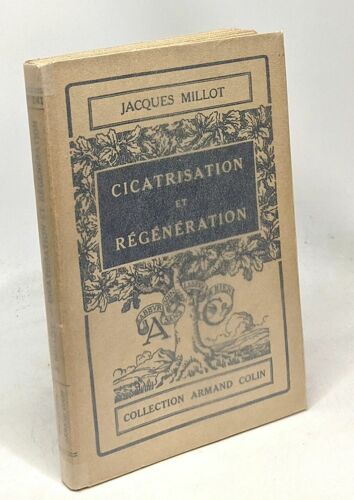 JACQUES MILLOT
CICATRISATION
ET
RÉGÉNÉRATION
A C
COLLECTION ARMAND COLIN